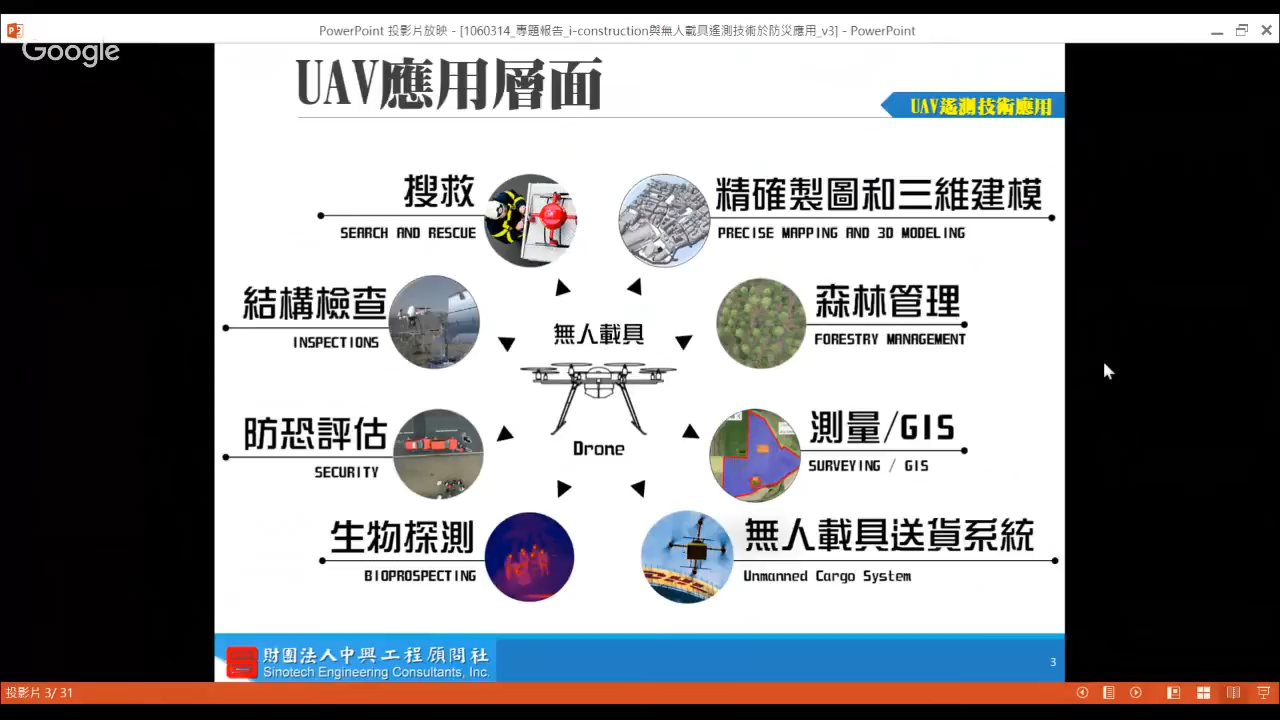 PowerPoint 投影片放映 - [1060314_專題報告_i-construction與無人載具遙測技術於防災應用_v3] - PowerPoint
Google
UAV應用層面
UAV遙測技術應用
搜救
SEARCH AND RESCUE
精確製圖和三維建模
PRECISE MAPPING AND 3D MODELING
結構檢查
INSPECTIONS
無人載具
森林管理
FORESTRY MANAGEMENT
防恐評估
SECURITY
Drone
測量/GIS
SURVEYING / GIS
生物探測
BIOPROSPECTING
無人載具送貨系統
Unmanned Cargo System
DHL
財團法人中興工程顧問社
Sinotech Engineering Consultants, Inc.
3
投影片 3/ 31